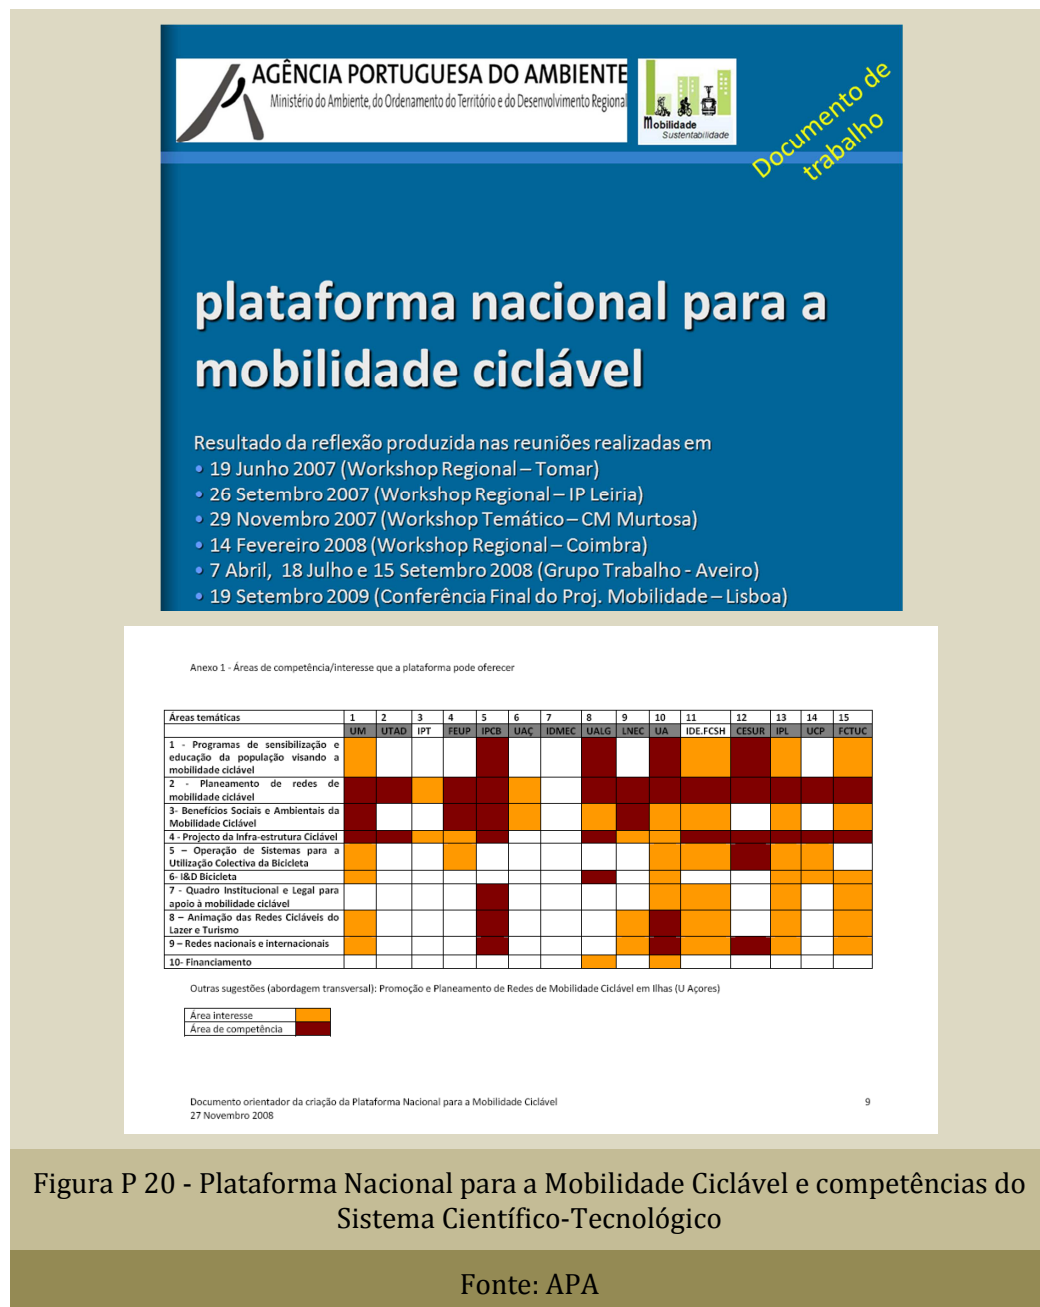 AGÊNCIA PORTUGUESA DO AMBIENTE
Ministério do Ambiente, do Ordenamento do Território e do Desenvolvimento Regional
Mobilidade
Sustentabilidade
Documento de
trabalho
plataforma nacional para a
mobilidade ciclável
Resultado da reflexão produzida nas reuniões realizadas em
• 19 Junho 2007 (Workshop Regional – Tomar)
• 26 Setembro 2007 (Workshop Regional – IP Leiria)
• 29 Novembro 2007 (Workshop Temático – CM Murtosa)
• 14 Fevereiro 2008 (Workshop Regional – Coimbra)
• 7 Abril, 18 Julho e 15 Setembro 2008 (Grupo Trabalho - Aveiro)
• 19 Setembro 2009 (Conferência Final do Proj. Mobilidade – Lisboa)
Anexo 1 - Áreas de competência/interesse que a plataforma pode oferecer
Áreas temáticas 1 2 3 4 5 6 7 8 9 10 11 12 13 14 15
UM UTAD IPT FEUP IPCB UAÇ IDMEC UALG LNEC UA IDE.FCSH CESUR IPL UCP FCTUC
1 - Programas de sensibilização e
educação da população visando a
mobilidade ciclável
2 - Planeamento de redes de
mobilidade ciclável
3- Benefícios Sociais e Ambientais da
Mobilidade Ciclável
4 - Projecto da Infra-estrutura Ciclável
5 – Operação de Sistemas para a
Utilização Colectiva da Bicicleta
6- I&D Bicicleta
7 - Quadro Institucional e Legal para
apoio à mobilidade ciclável
8 – Animação das Redes Cicláveis do
Lazer e Turismo
9 – Redes nacionais e internacionais
10- Financiamento
Outras sugestões (abordagem transversal): Promoção e Planeamento de Redes de Mobilidade Ciclável em Ilhas (U Açores)
Área interesse
Área de competência
Documento orientador da criação da Plataforma Nacional para a Mobilidade Ciclável 9
27 Novembro 2008
Figura P 20 - Plataforma Nacional para a Mobilidade Ciclável e competências do
Sistema Científico-Tecnológico
Fonte: APA